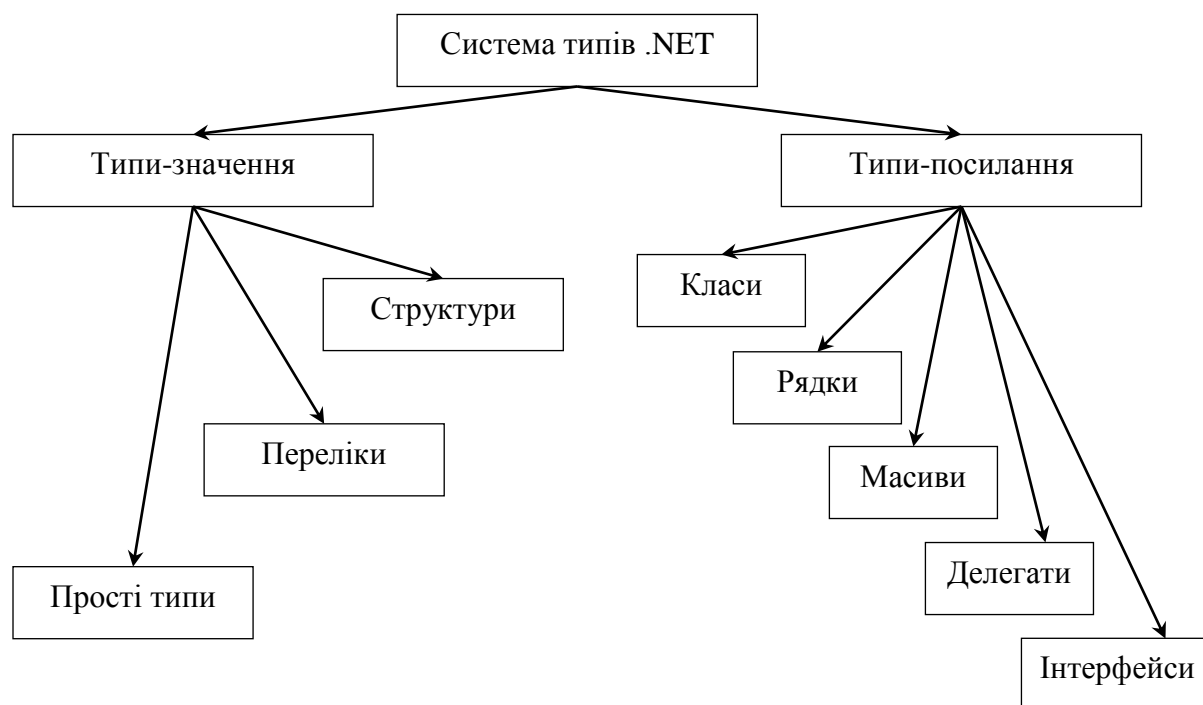 Система типів .NET
Типи-значення
Типи-посилання
Класи
Структури
Рядки
Переліки
Масиви
Делегати
Прості типи
Інтерфейси